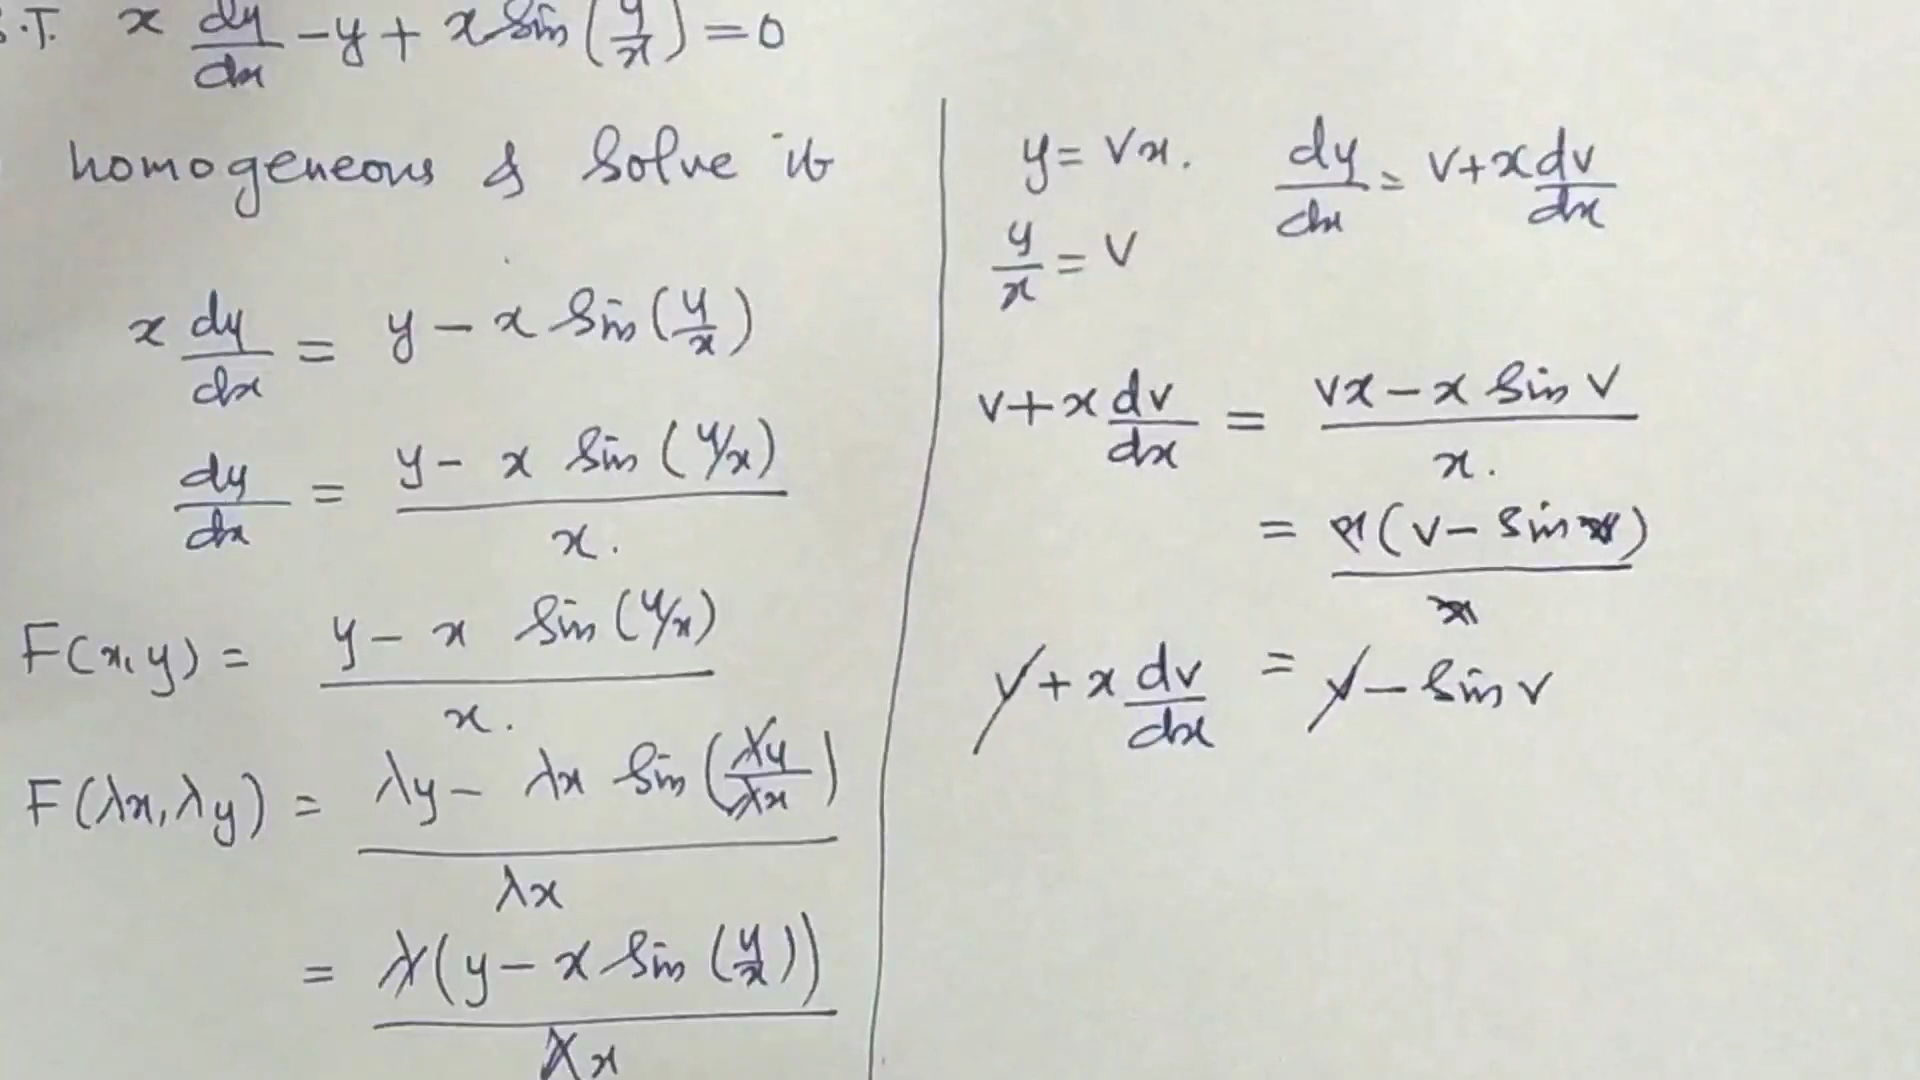 S.T. x dy/dx - y + x sin(y/x) = 0
homogeneous & solve it
x dy/dx = y - x sin(y/x)
dy/dx = (y - x sin(y/x))/x.
F(x, y) = (y - x sin(y/x))/x.
F(λx, λy) = (λy - λx sin(λy/λx))/λx
= λ(y - x sin(y/x))/λx
y = vx. dy/dx = v + x dv/dx
y/x = v
v + x dv/dx = (vx - x sin v)/x.
= x(v - sin v)/x
v + x dv/dx = v - sin v